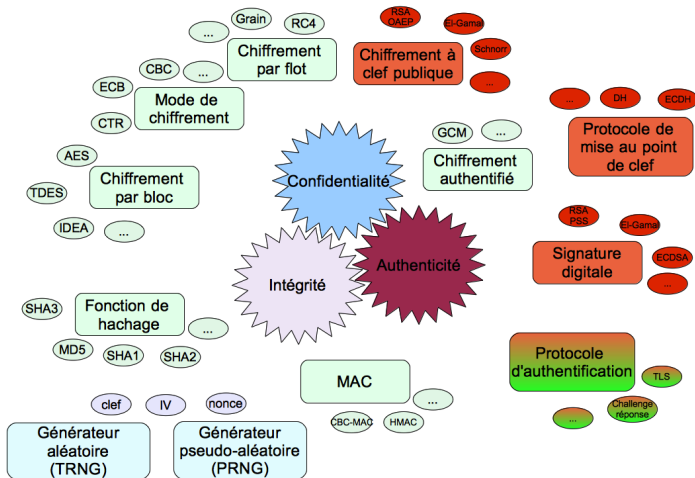 Grain
RC4
...
Chiffrement
par flot
RSA
OAEP
El-Gamal
Schnorr
...
Chiffrement à
clef publique
CBC
...
ECB
CTR
Mode de
chiffrement
...
DH
ECDH
Protocole de
mise au point
de clef
GCM
...
Chiffrement
authentifié
AES
TDES
IDEA
...
Chiffrement
par bloc
Confidentialité
Intégrité
Authenticité
RSA
PSS
El-Gamal
ECDSA
...
Signature
digitale
SHA3
MD5
SHA1
SHA2
...
Fonction de
hachage
MAC
...
CBC-MAC
HMAC
Protocole
d'authentification
TLS
Challenge
réponse
...
clef
IV
nonce
Générateur
aléatoire
(TRNG)
Générateur
pseudo-aléatoire
(PRNG)